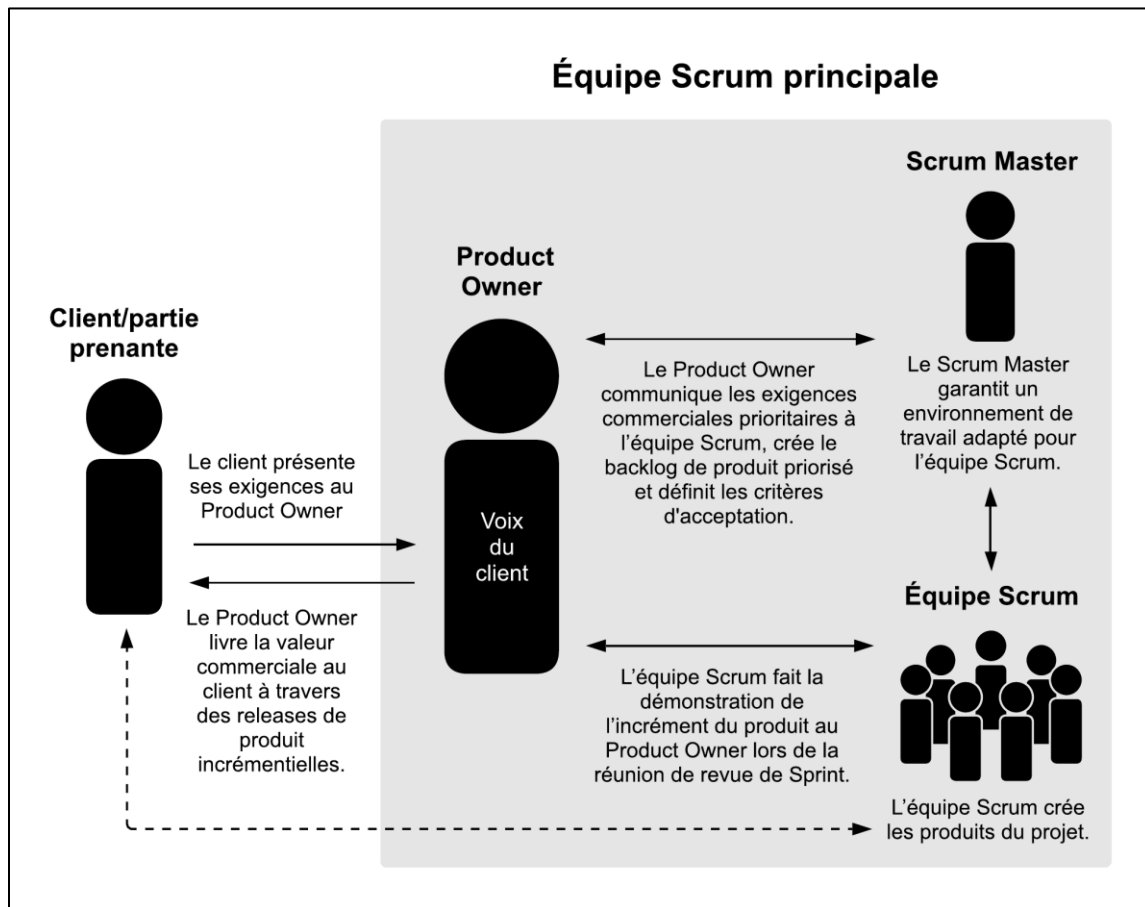 Équipe Scrum principale
Scrum Master
Product
Owner
Client/partie
prenante
Le client présente
ses exigences au
Product Owner
Voix
du
client
Le Product Owner
livre la valeur
commerciale au
client à travers
des releases de
produit
incrémentielles.
Le Product Owner
communique les exigences
commerciales prioritaires à
l’équipe Scrum, crée le
backlog de produit priorisé
et définit les critères
d'acceptation.
Le Scrum Master
garantit un
environnement de
travail adapté pour
l’équipe Scrum.
Équipe Scrum
L’équipe Scrum fait la
démonstration de
l’incrément du produit au
Product Owner lors de la
réunion de revue de Sprint.
L’équipe Scrum crée
les produits du projet.